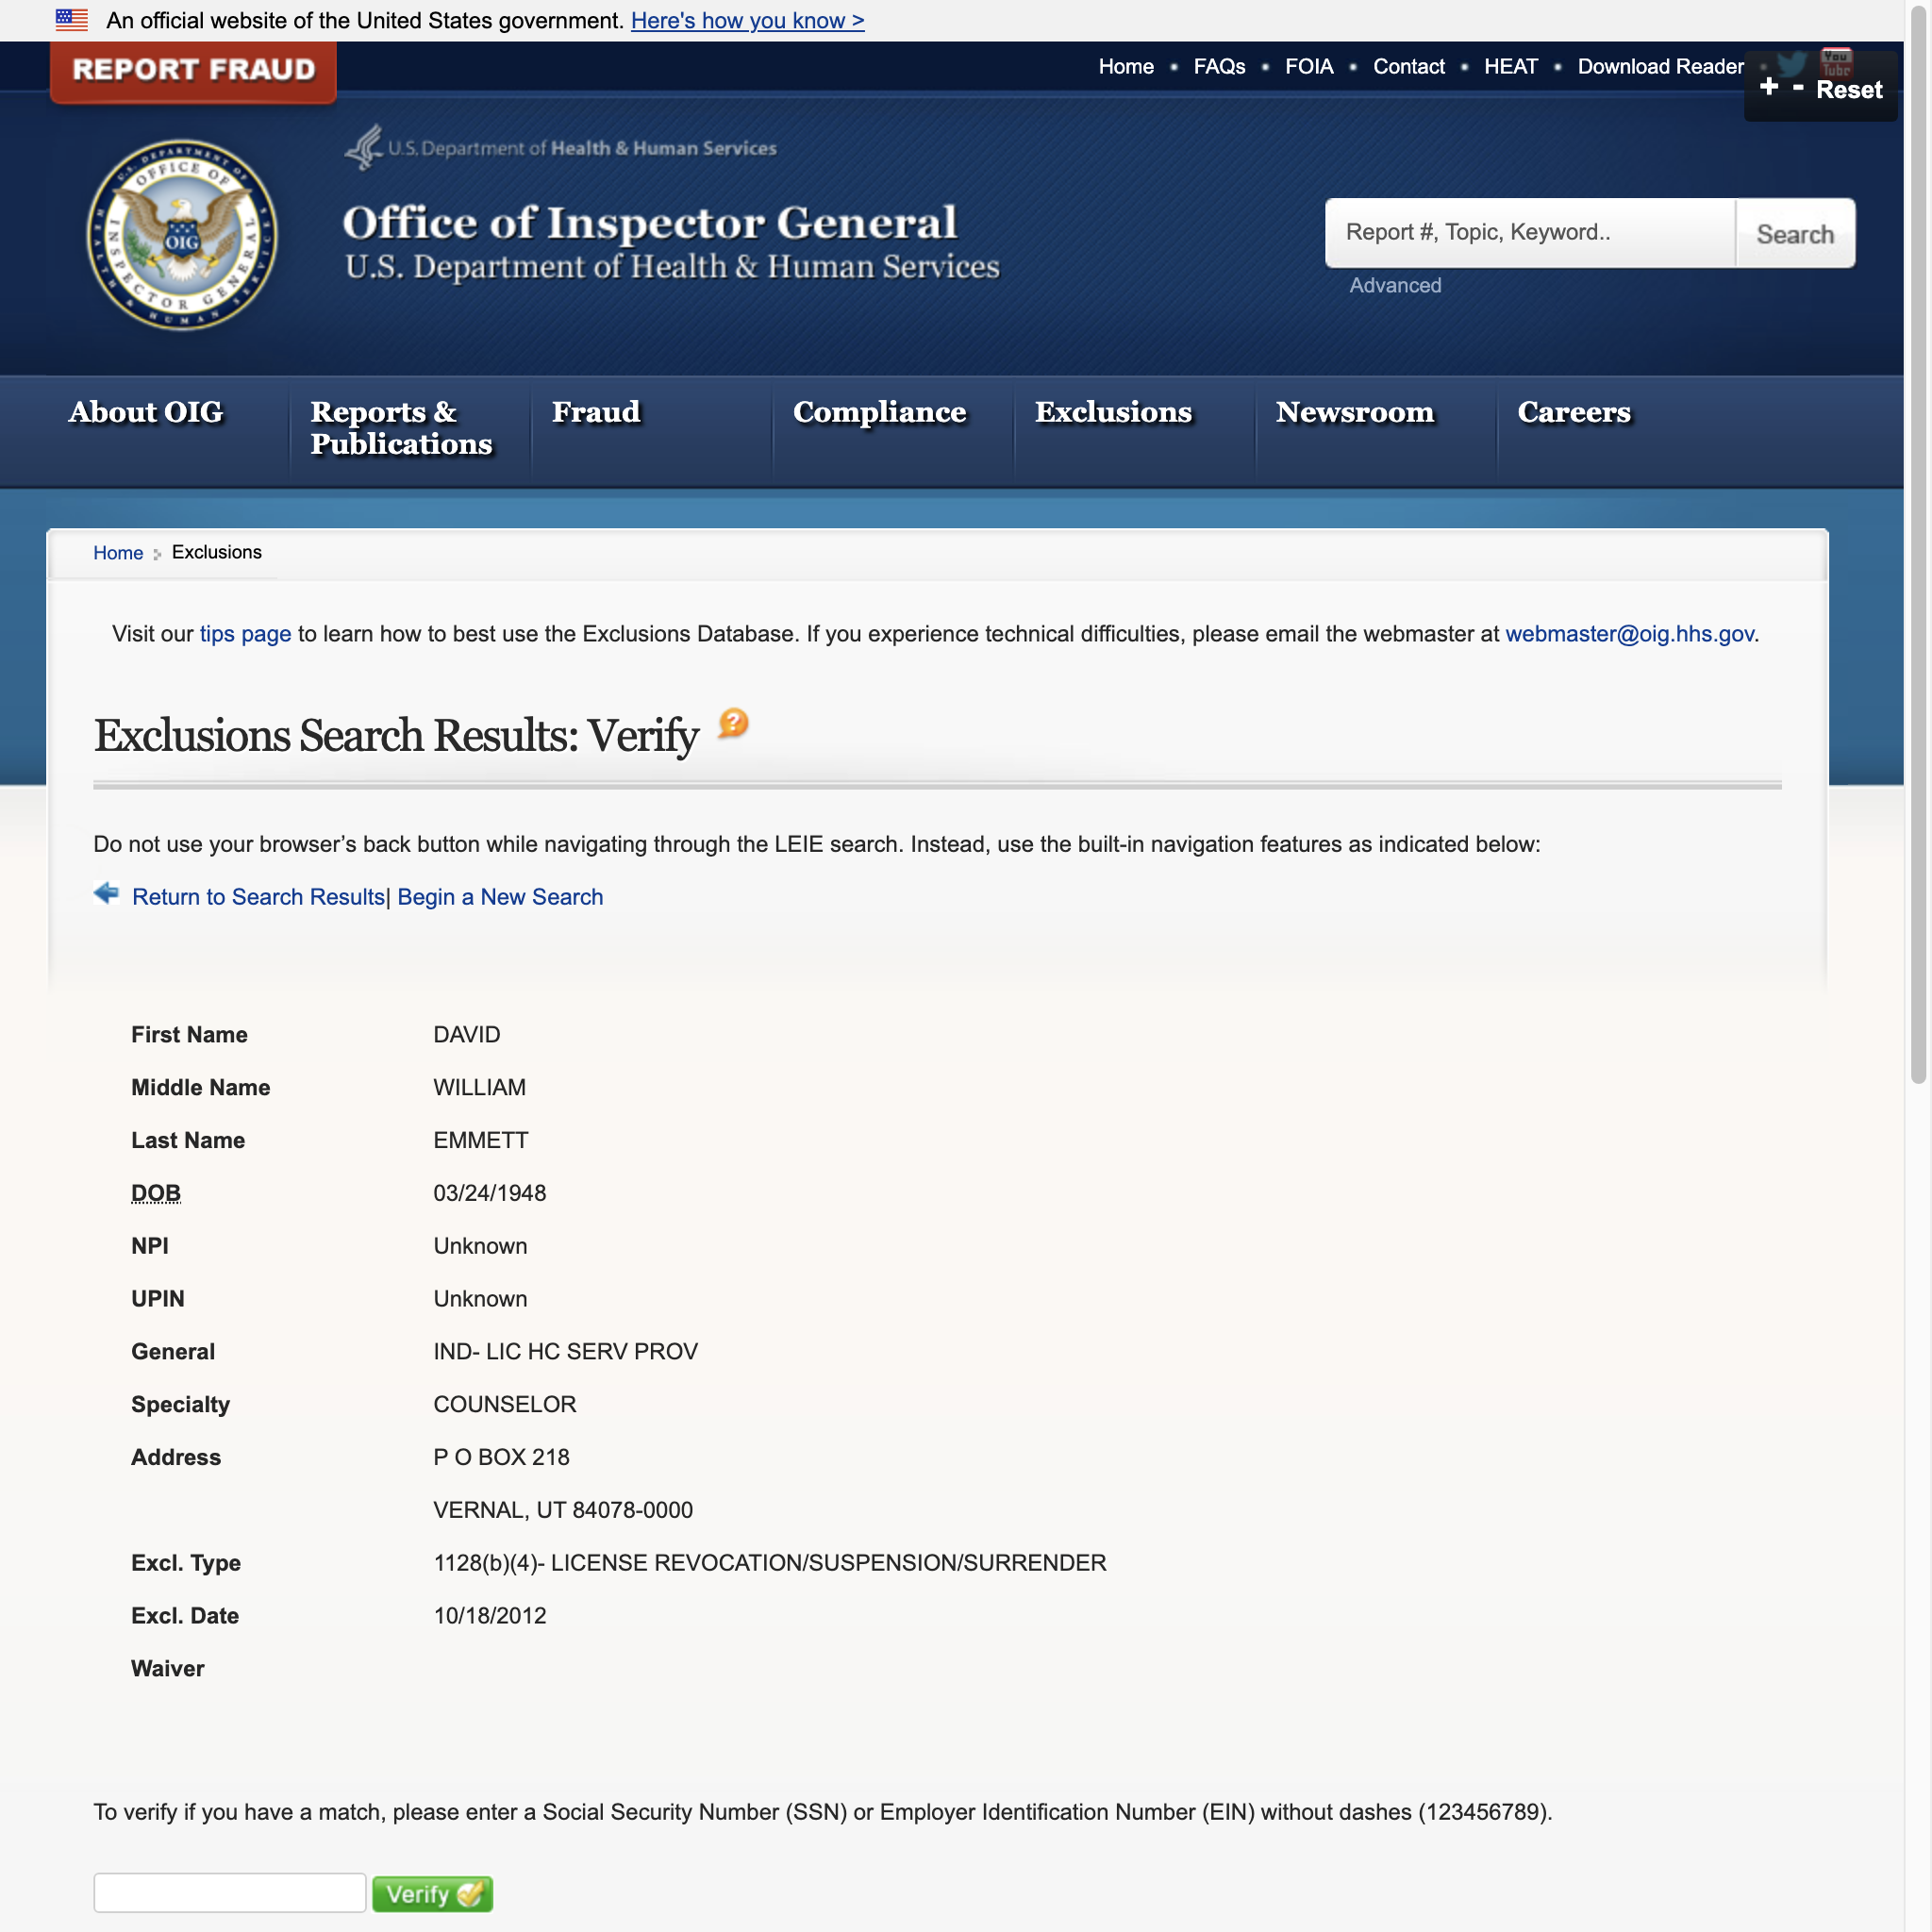 An official website of the United States government. Here's how you know >
REPORT FRAUD
Home • FAQs • FOIA • Contact • HEAT • Download Reader •
You Tube
+ - Reset
U.S. Department of Health & Human Services
Office of Inspector General
U.S. Department of Health & Human Services
U.S. DEPARTMENT OF HEALTH & HUMAN SERVICES
OFFICE OF INSPECTOR GENERAL
OIG
Report #, Topic, Keyword..
Search
Advanced
About OIG
Reports &
Publications
Fraud
Compliance
Exclusions
Newsroom
Careers
Home Exclusions
Visit our tips page to learn how to best use the Exclusions Database. If you experience technical difficulties, please email the webmaster at webmaster@oig.hhs.gov.
Exclusions Search Results: Verify ?
Do not use your browser’s back button while navigating through the LEIE search. Instead, use the built-in navigation features as indicated below:
Return to Search Results| Begin a New Search
First Name DAVID
Middle Name WILLIAM
Last Name EMMETT
DOB 03/24/1948
NPI Unknown
UPIN Unknown
General IND- LIC HC SERV PROV
Specialty COUNSELOR
Address P O BOX 218
VERNAL, UT 84078-0000
Excl. Type 1128(b)(4)- LICENSE REVOCATION/SUSPENSION/SURRENDER
Excl. Date 10/18/2012
Waiver
To verify if you have a match, please enter a Social Security Number (SSN) or Employer Identification Number (EIN) without dashes (123456789).
Verify